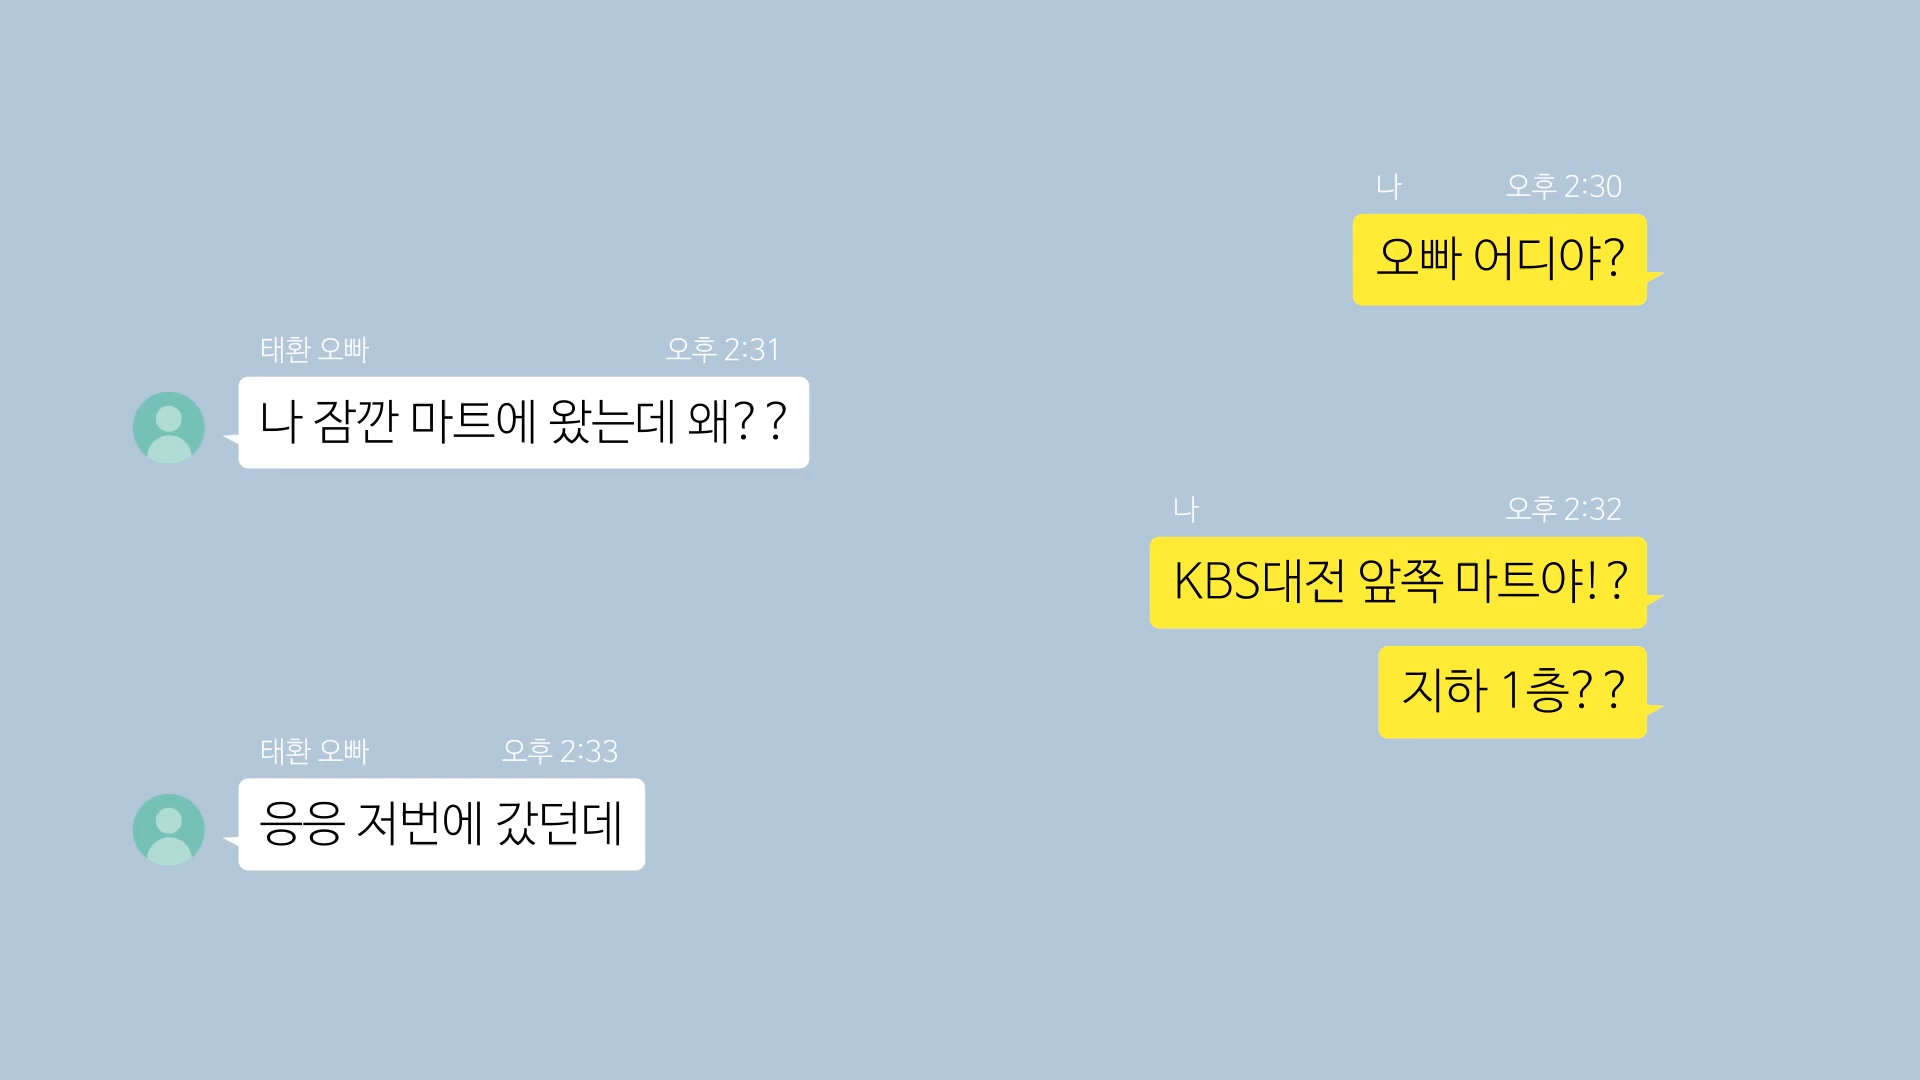 나 오후 2:30
오빠 어디야?
태환 오빠 오후 2:31
나 잠깐 마트에 왔는데 왜??
나 오후 2:32
KBS대전 앞쪽 마트야!?
지하 1층??
태환 오빠 오후 2:33
응응 저번에 갔던데